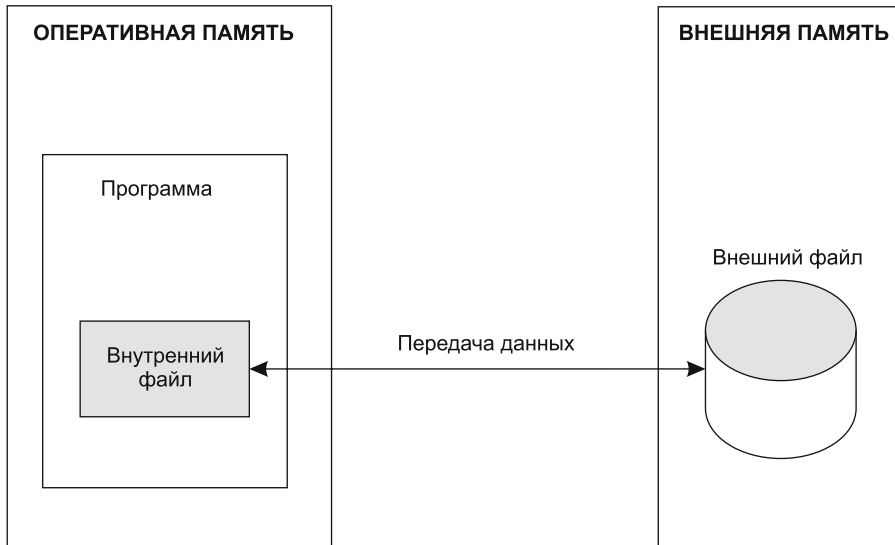 ОПЕРАТИВНАЯ ПАМЯТЬ
ВНЕШНЯЯ ПАМЯТЬ
Программа
Внешний файл
Передача данных
Внутренний
файл